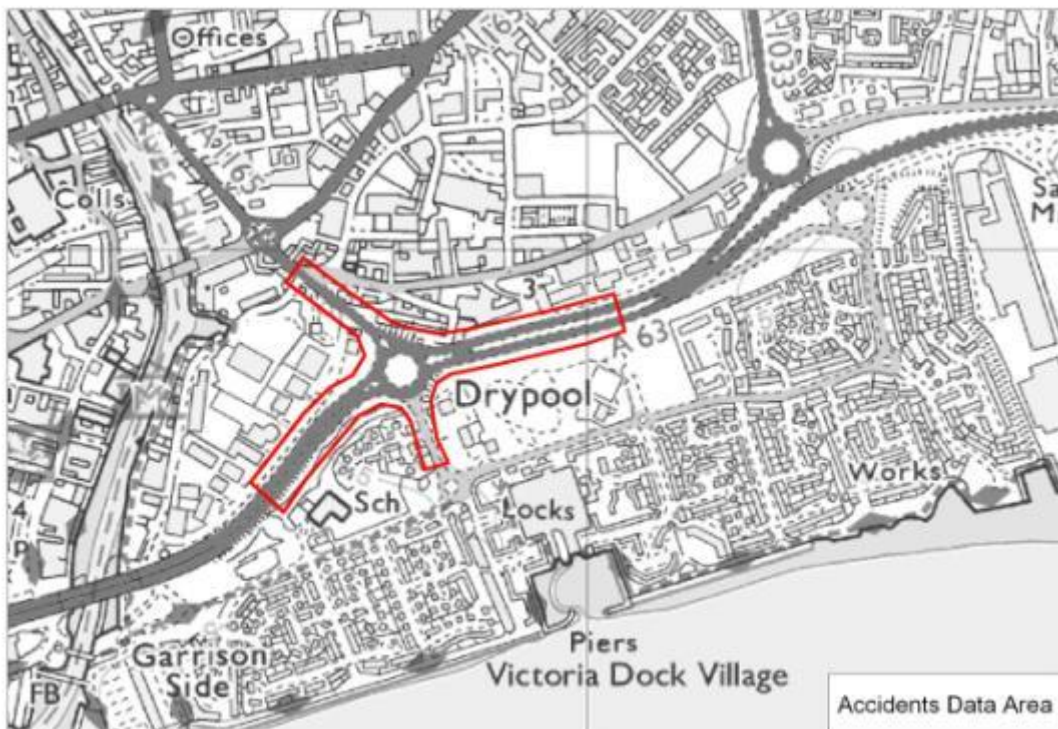 Offices
A1033
A165
Colls
3
63
Drypool
Sch
Works
Locks
Garrison
Side
FB
Piers
Victoria Dock Village
Accidents Data Area